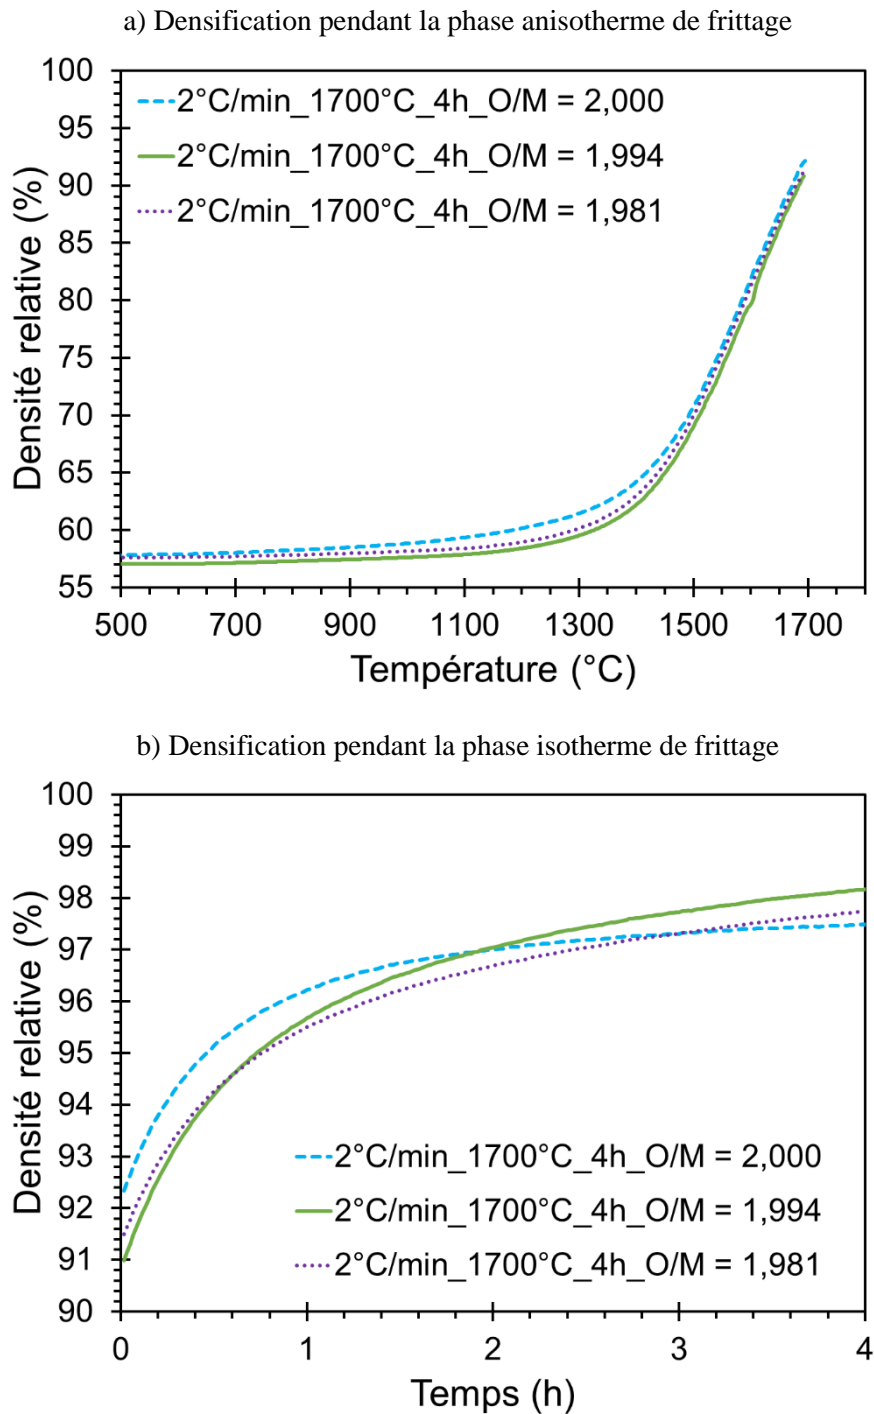 a) Densification pendant la phase anisotherme de frittage
100
95
90
85
80
75
70
65
60
55
Densité relative (%)
2°C/min_1700°C_4h_O/M = 2,000
2°C/min_1700°C_4h_O/M = 1,994
2°C/min_1700°C_4h_O/M = 1,981
500 700 900 1100 1300 1500 1700
Température (°C)
b) Densification pendant la phase isotherme de frittage
100
99
98
97
96
95
94
93
92
91
90
Densité relative (%)
2°C/min_1700°C_4h_O/M = 2,000
2°C/min_1700°C_4h_O/M = 1,994
2°C/min_1700°C_4h_O/M = 1,981
0 1 2 3 4
Temps (h)